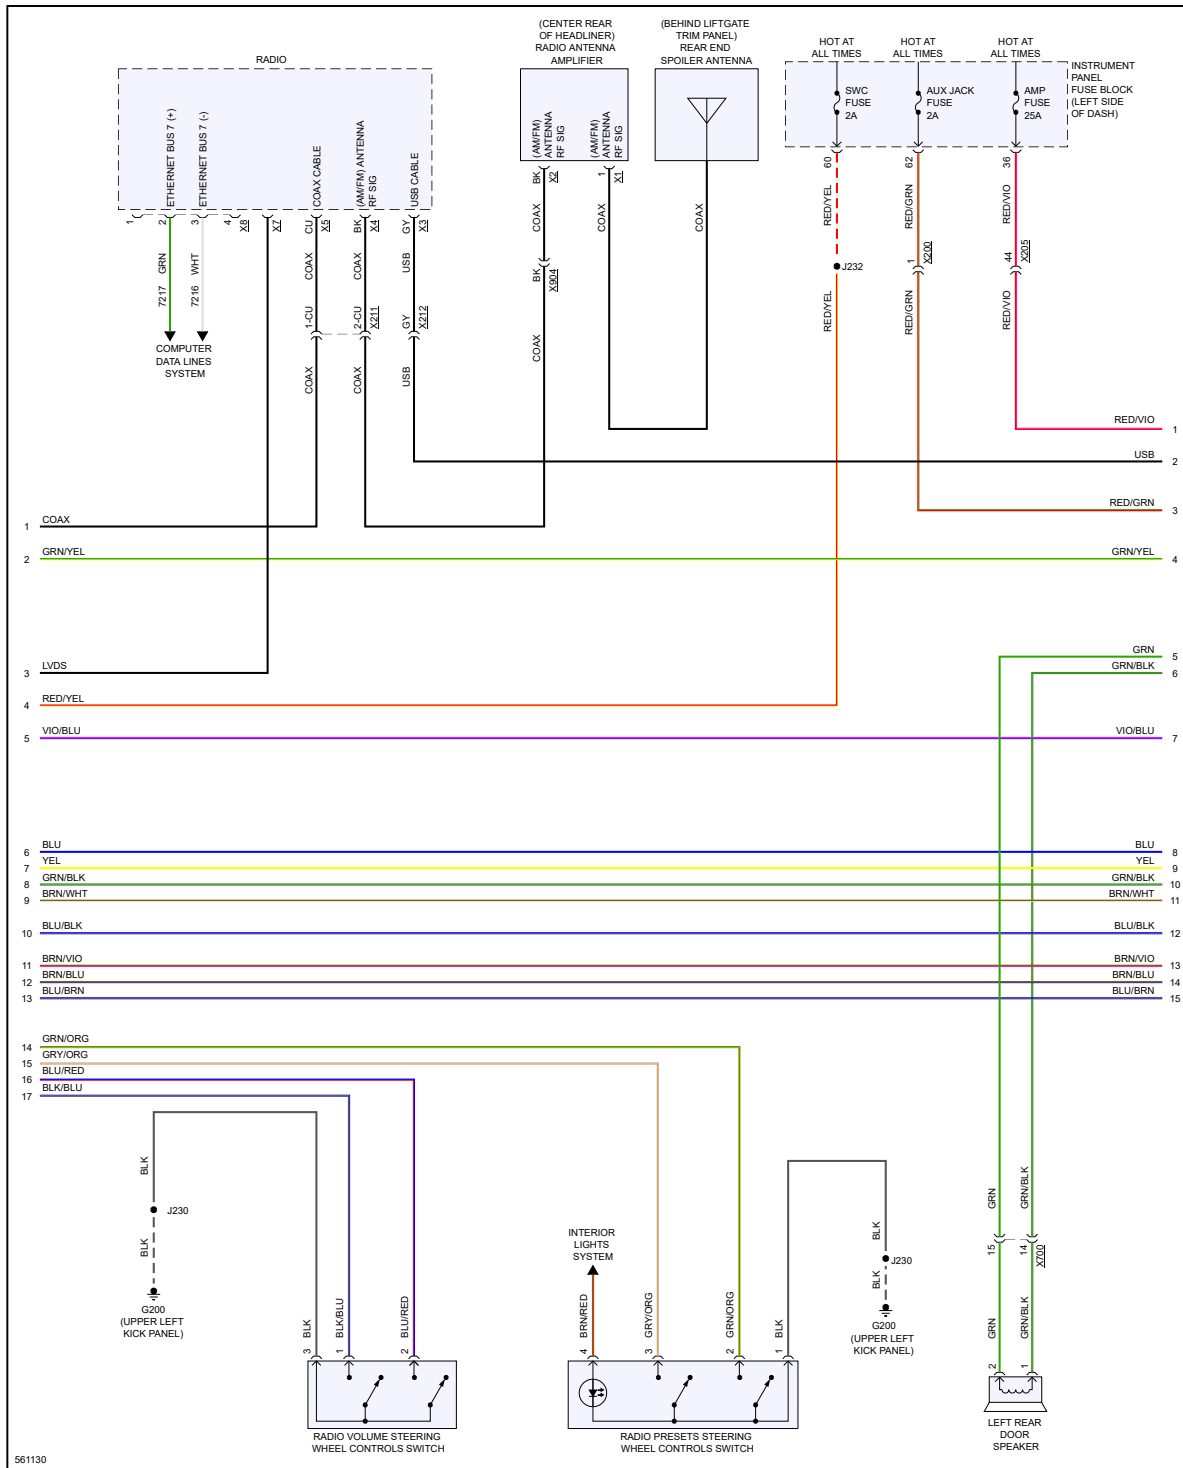 (CENTER REAR
OF HEADLINER)
RADIO ANTENNA
AMPLIFIER
(BEHIND LIFTGATE
TRIM PANEL)
REAR END
SPOILER ANTENNA
HOT AT
ALL TIMES
HOT AT
ALL TIMES
HOT AT
ALL TIMES
RADIO
INSTRUMENT
PANEL
FUSE BLOCK
(LEFT SIDE
OF DASH)
SWC
FUSE
2A
AUX JACK
FUSE
2A
AMP
FUSE
25A
ETHERNET BUS 7 (+)
ETHERNET BUS 7 (-)
COAX CABLE
(AM/FM) ANTENNA
RF SIG
USB CABLE
(AM/FM)
ANTENNA
RF SIG
(AM/FM)
ANTENNA
RF SIG
1
2
3
4
X8
X7
CU
X5
BK
X4
GY
X3
BK
X2
1
X1
60
62
36
GRN
WHT
COAX
COAX
USB
COAX
COAX
COAX
RED/YEL
RED/GRN
RED/VIO
7217
7216
1-CU
2-CU
X211
GY
X212
BK
X904
J232
1
X200
44
X205
COMPUTER
DATA LINES
SYSTEM
COAX
COAX
USB
COAX
RED/YEL
RED/GRN
RED/VIO
RED/VIO 1
USB 2
RED/GRN 3
1 COAX
2 GRN/YEL
GRN/YEL 4
GRN 5
GRN/BLK 6
3 LVDS
4 RED/YEL
5 VIO/BLU
VIO/BLU 7
6 BLU
BLU 8
7 YEL
YEL 9
8 GRN/BLK
GRN/BLK 10
9 BRN/WHT
BRN/WHT 11
10 BLU/BLK
BLU/BLK 12
11 BRN/VIO
BRN/VIO 13
12 BRN/BLU
BRN/BLU 14
13 BLU/BRN
BLU/BRN 15
14 GRN/ORG
15 GRY/ORG
16 BLU/RED
17 BLK/BLU
BLK
J230
BLK
G200
(UPPER LEFT
KICK PANEL)
BLK
BLK/BLU
BLU/RED
3
1
2
RADIO VOLUME STEERING
WHEEL CONTROLS SWITCH
INTERIOR
LIGHTS
SYSTEM
BRN/RED
GRY/ORG
GRN/ORG
BLK
4
3
2
1
RADIO PRESETS STEERING
WHEEL CONTROLS SWITCH
BLK
J230
BLK
G200
(UPPER LEFT
KICK PANEL)
GRN
GRN/BLK
15
14
X700
GRN
GRN/BLK
2
1
LEFT REAR
DOOR
SPEAKER
561130